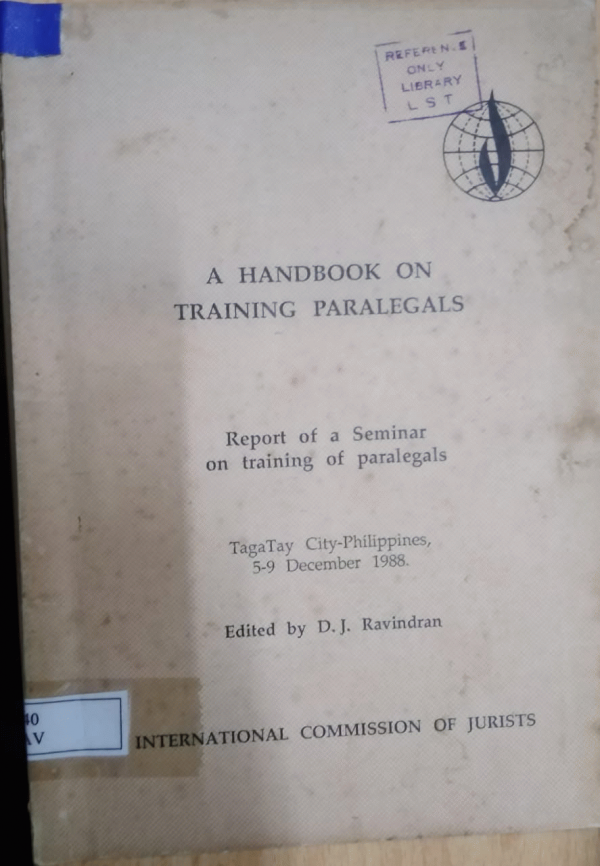 REFERENCE
ONLY
LIBRARY
L S T
A HANDBOOK ON
TRAINING PARALEGALS
Report of a Seminar
on training of paralegals
TagaTay City-Philippines,
5-9 December 1988.
Edited by D. J. Ravindran
40
AV
INTERNATIONAL COMMISSION OF JURISTS